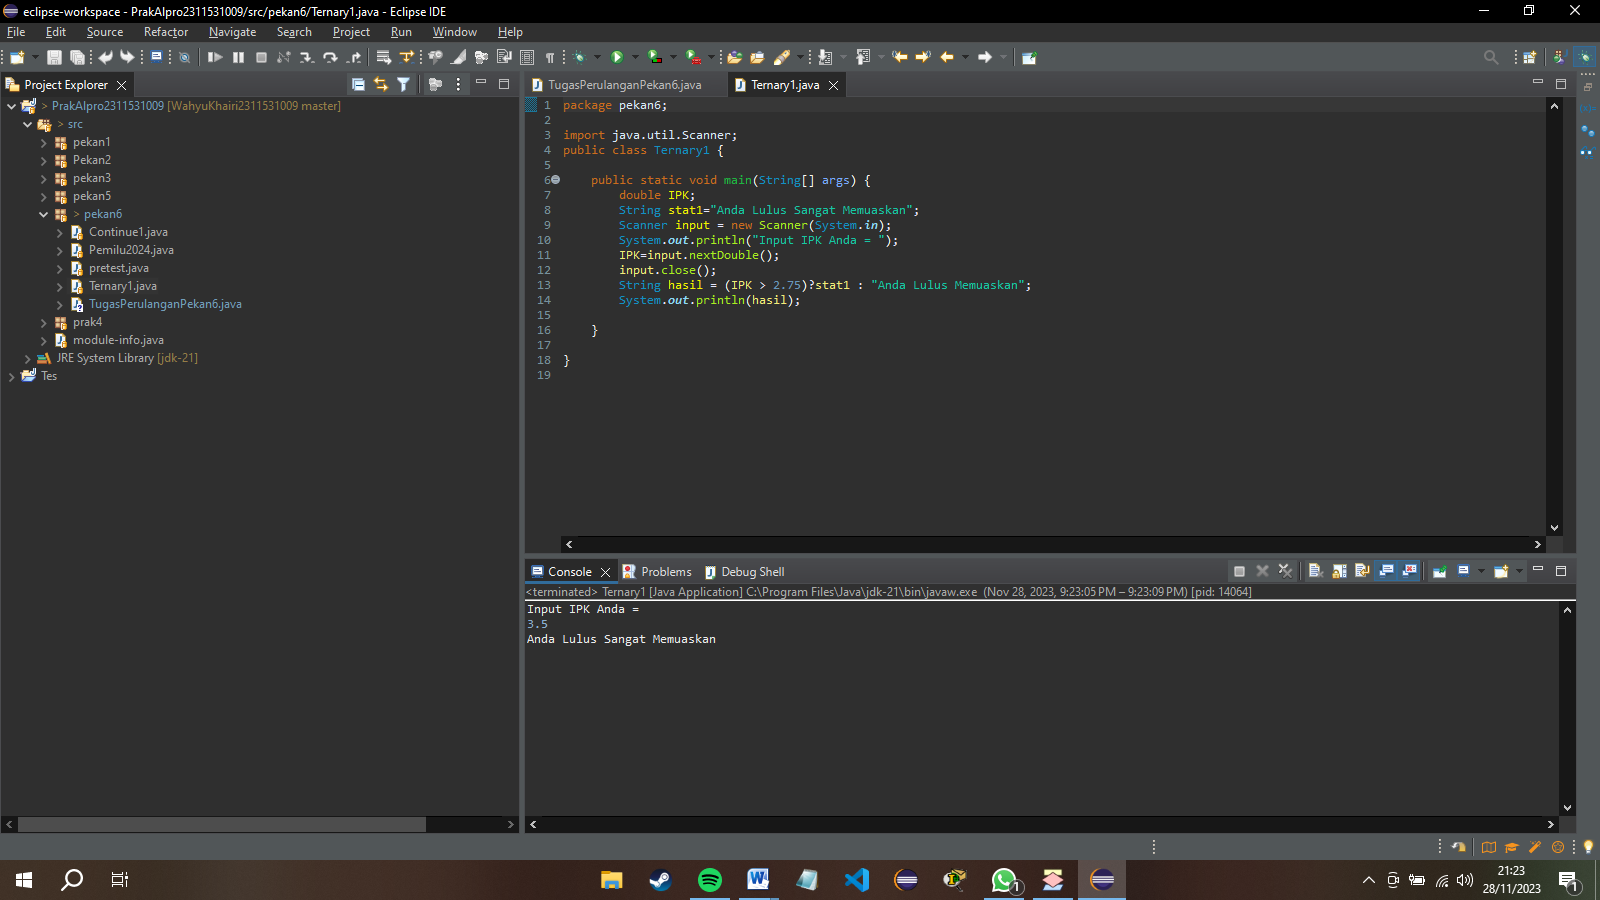 eclipse-workspace - PrakAlpro2311531009/src/pekan6/Ternary1.java - Eclipse IDE
File Edit Source Refactor Navigate Search Project Run Window Help
Project Explorer
PrakAlpro2311531009 [WahyuKhairi2311531009 master]
src
pekan1
Pekan2
pekan3
pekan5
pekan6
Continue1.java
Pemilu2024.java
pretest.java
Ternary1.java
TugasPerulanganPekan6.java
prak4
module-info.java
JRE System Library [jdk-21]
Tes
TugasPerulanganPekan6.java Ternary1.java
1 package pekan6;
2
3 import java.util.Scanner;
4 public class Ternary1 {
5
6 public static void main(String[] args) {
7 double IPK;
8 String stat1="Anda Lulus Sangat Memuaskan";
9 Scanner input = new Scanner(System.in);
10 System.out.println("Input IPK Anda = ");
11 IPK=input.nextDouble();
12 input.close();
13 String hasil = (IPK > 2.75)?stat1 : "Anda Lulus Memuaskan";
14 System.out.println(hasil);
15
16 }
17
18 }
19
Console Problems Debug Shell
<terminated> Ternary1 [Java Application] C:\Program Files\Java\jdk-21\bin\javaw.exe (Nov 28, 2023, 9:23:05 PM – 9:23:09 PM) [pid: 14064]
Input IPK Anda =
3.5
Anda Lulus Sangat Memuaskan
21:23
28/11/2023
1
1